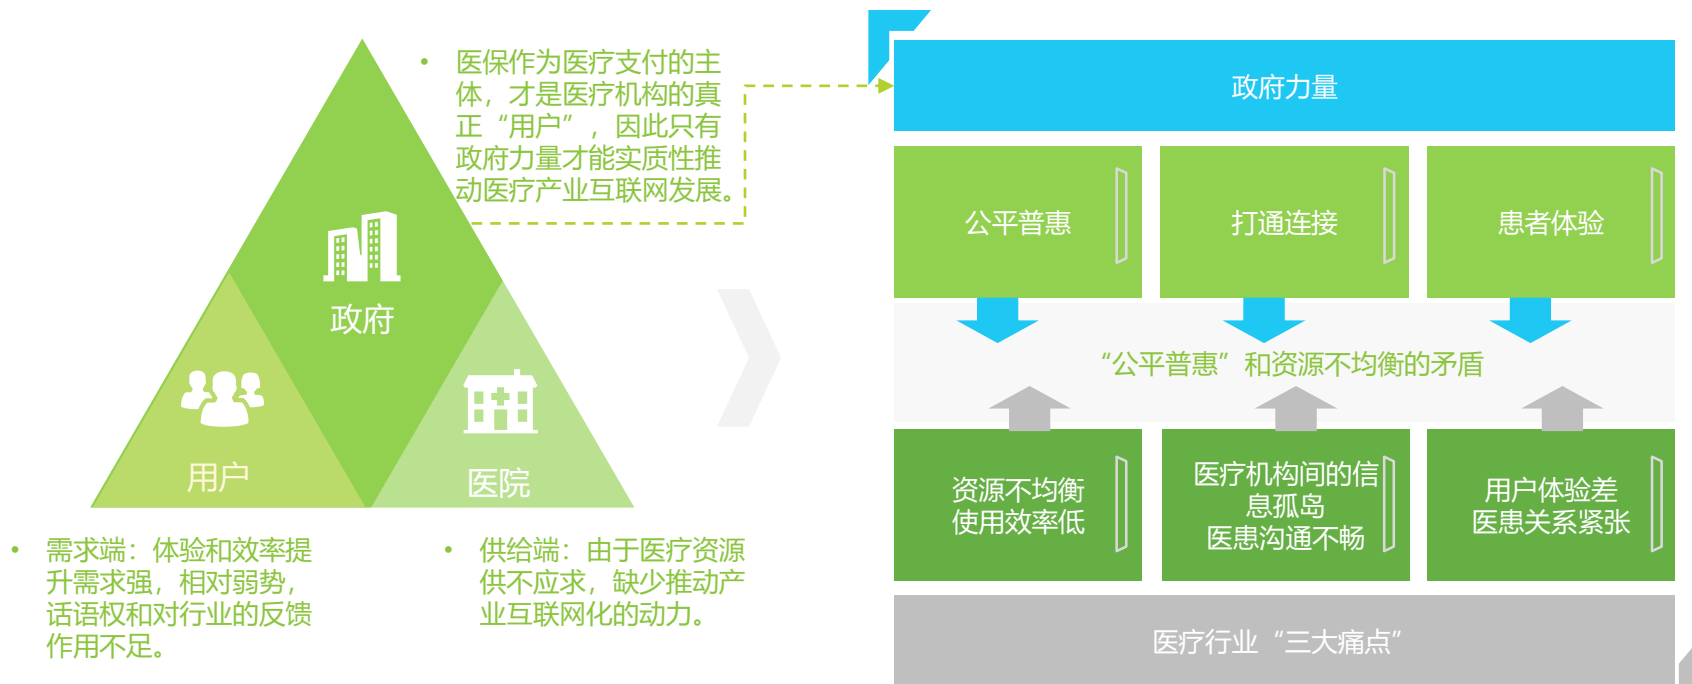 医保作为医疗支付的主
体，才是医疗机构的真
正“用户”，因此只有
政府力量才能实质性推
动医疗产业互联网发展。
政府
用户
医院
需求端：体验和效率提
升需求强，相对弱势，
话语权和对行业的反馈
作用不足。
供给端：由于医疗资源
供不应求，缺少推动产
业互联网化的动力。
政府力量
公平普惠
打通连接
患者体验
“公平普惠”和资源不均衡的矛盾
资源不均衡
使用效率低
医疗机构间的信
息孤岛
医患沟通不畅
用户体验差
医患关系紧张
医疗行业“三大痛点”